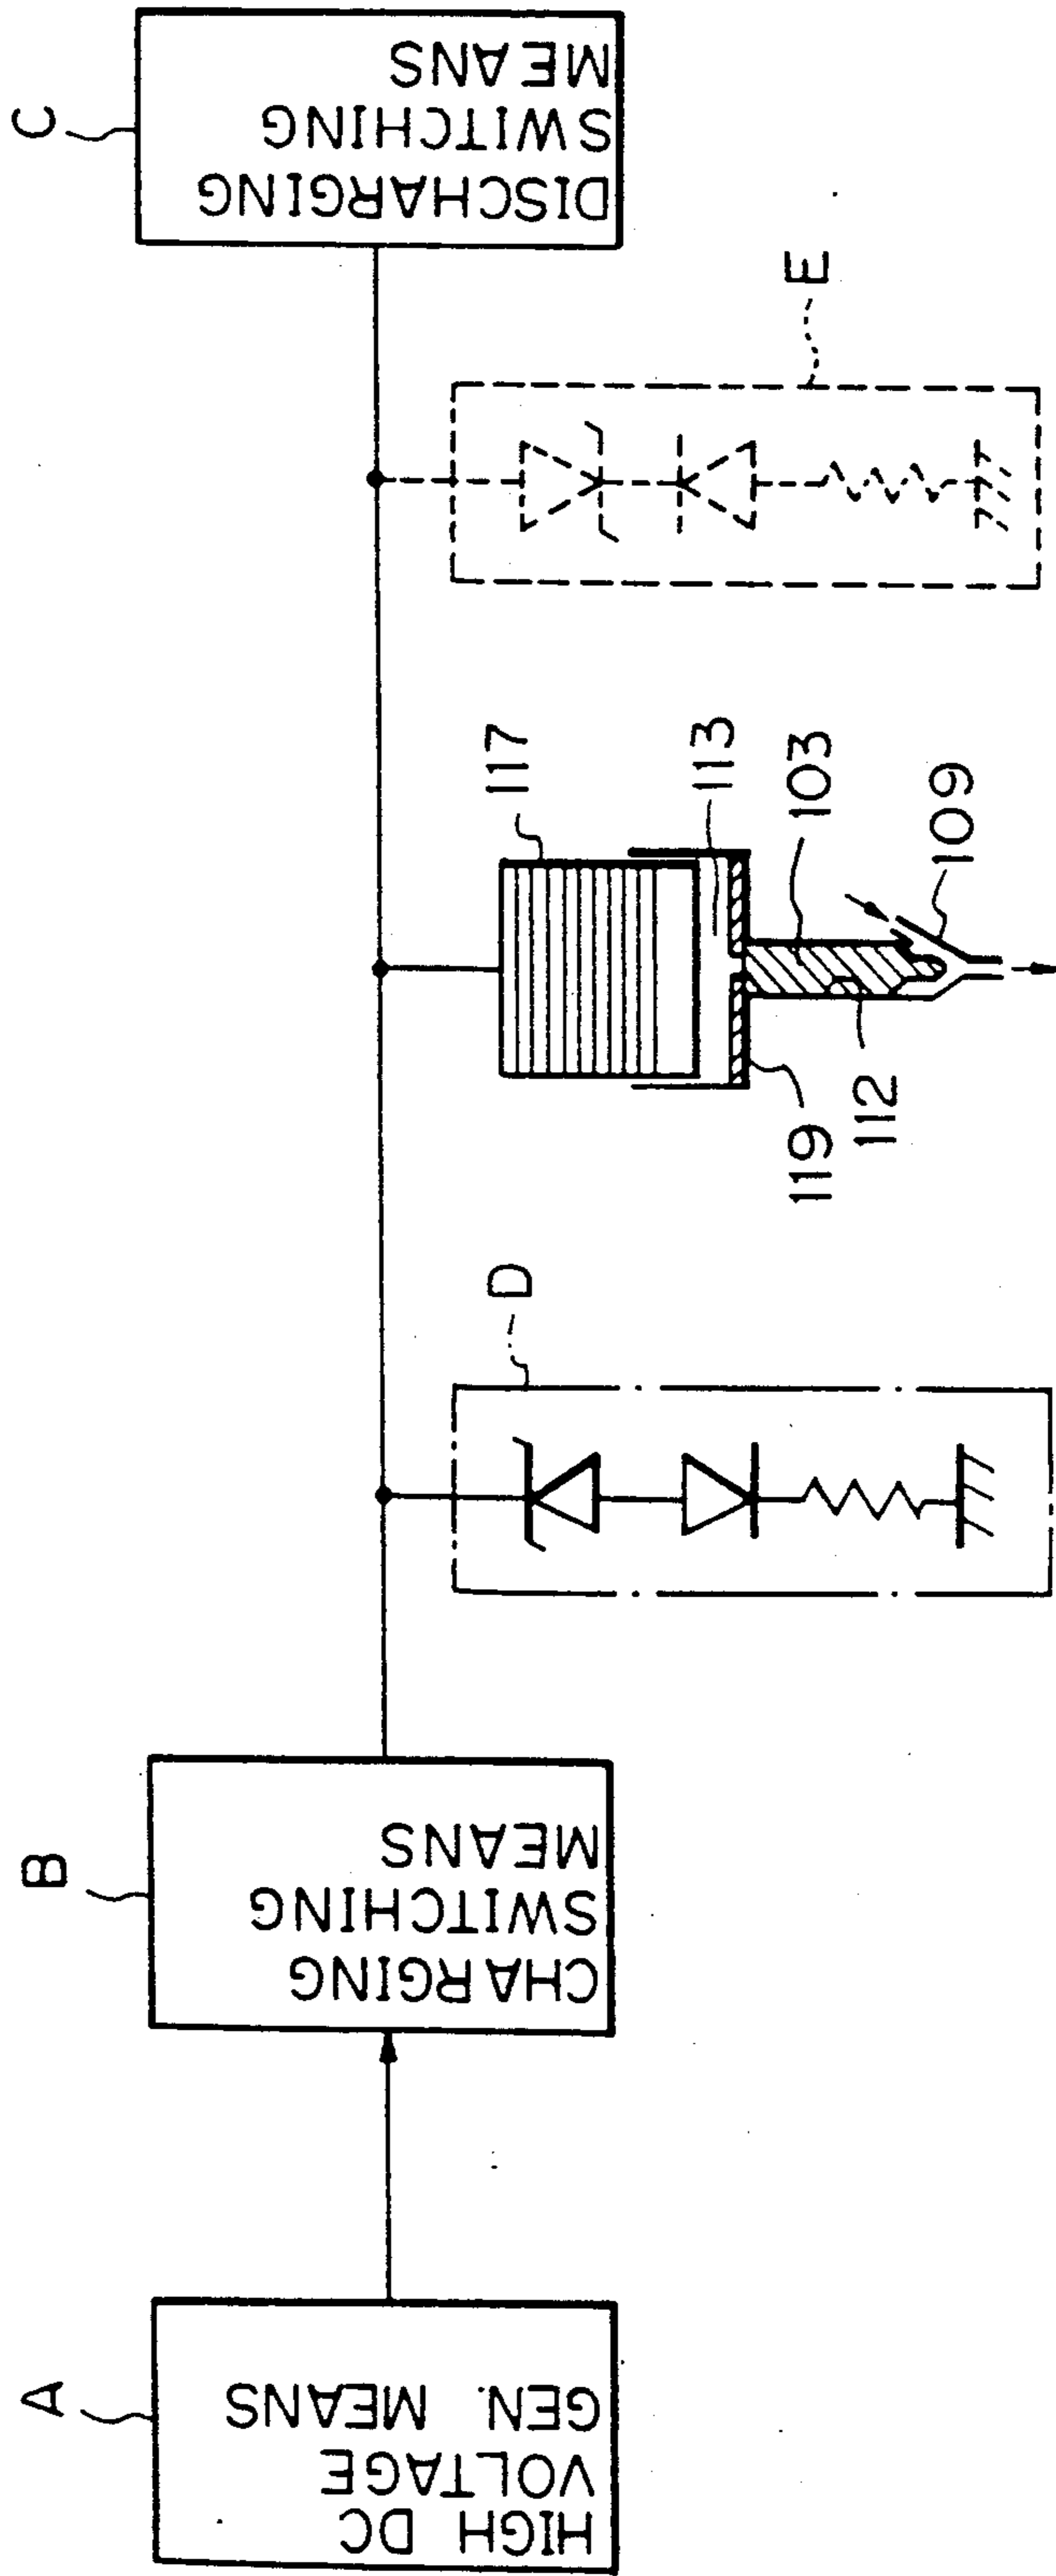 A
HIGH DC
VOLTAGE
GEN. MEANS
B
CHARGING
SWITCHING
MEANS
D
117
113
103
109
119
112
E
C
DISCHARGING
SWITCHING
MEANS